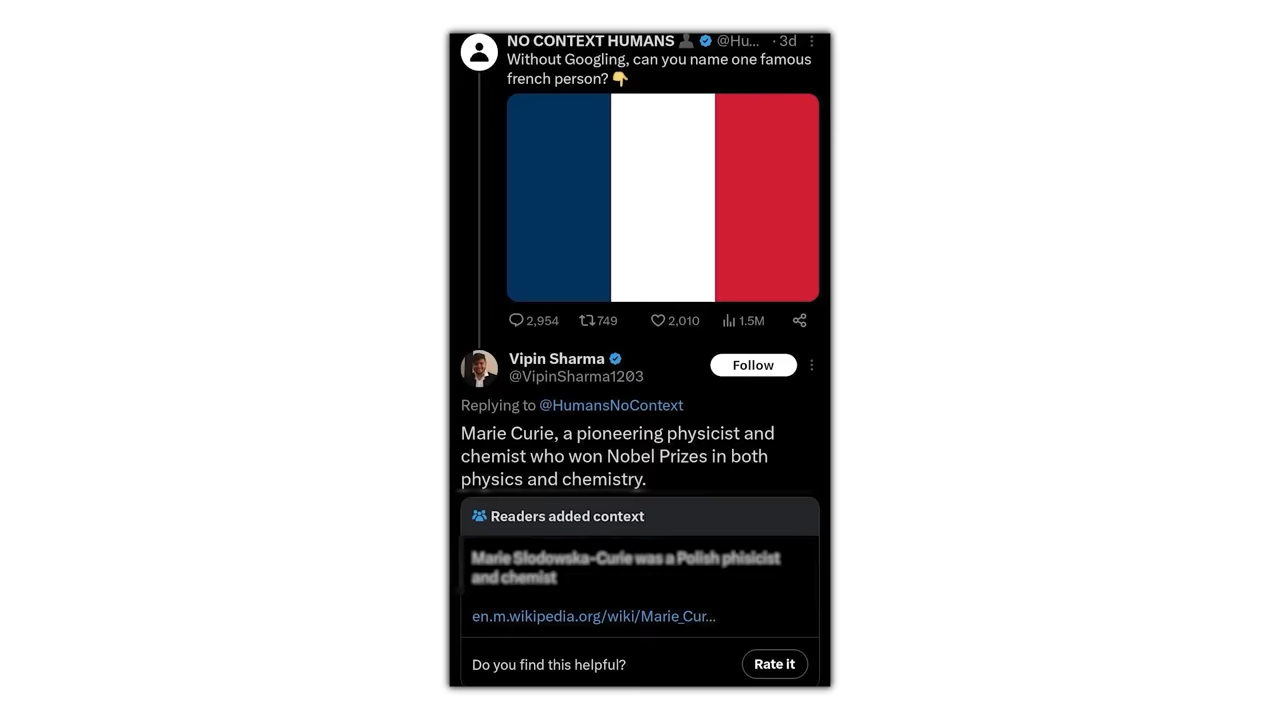 NO CONTEXT HUMANS @Hu... · 3d
Without Googling, can you name one famous
french person? 👇
2,954 749 2,010 1.5M
Vipin Sharma
@VipinSharma1203
Follow
Replying to @HumansNoContext
Marie Curie, a pioneering physicist and
chemist who won Nobel Prizes in both
physics and chemistry.
Readers added context
Marie Słodowska-Curie was a Polish phisicist
and chemist
en.m.wikipedia.org/wiki/Marie_Cur...
Do you find this helpful?
Rate it